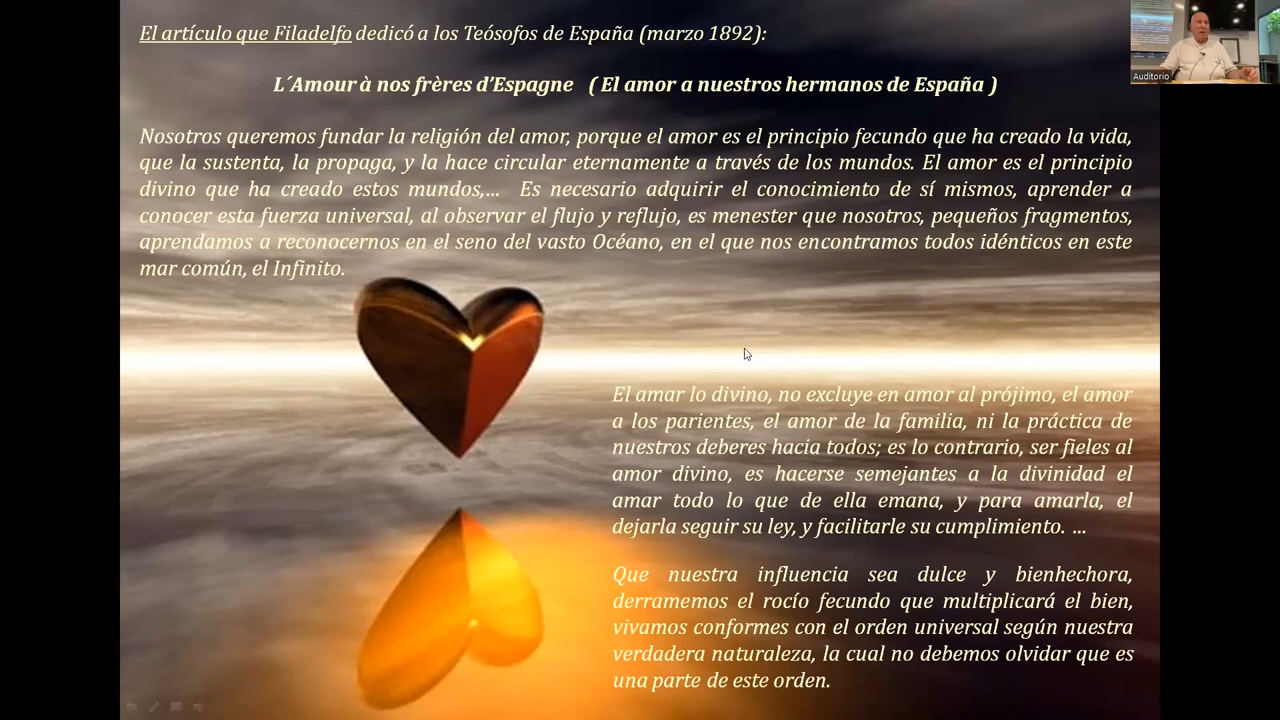 El artículo que Filadelfo dedicó a los Teósofos de España (marzo 1892):
L´Amour à nos frères d'Espagne ( El amor a nuestros hermanos de España )
Nosotros queremos fundar la religión del amor, porque el amor es el principio fecundo que ha creado la vida,
que la sustenta, la propaga, y la hace circular eternamente a través de los mundos. El amor es el principio
divino que ha creado estos mundos,... Es necesario adquirir el conocimiento de sí mismos, aprender a
conocer esta fuerza universal, al observar el flujo y reflujo, es menester que nosotros, pequeños fragmentos,
aprendamos a reconocernos en el seno del vasto Océano, en el que nos encontramos todos idénticos en este
mar común, el Infinito.
El amar lo divino, no excluye en amor al prójimo, el amor
a los parientes, el amor de la familia, ni la práctica de
nuestros deberes hacia todos; es lo contrario, ser fieles al
amor divino, es hacerse semejantes a la divinidad el
amar todo lo que de ella emana, y para amarla, el
dejarla seguir su ley, y facilitarle su cumplimiento. ...
Que nuestra influencia sea dulce y bienhechora,
derramemos el rocío fecundo que multiplicará el bien,
vivamos conformes con el orden universal según nuestra
verdadera naturaleza, la cual no debemos olvidar que es
una parte de este orden.
Auditorio